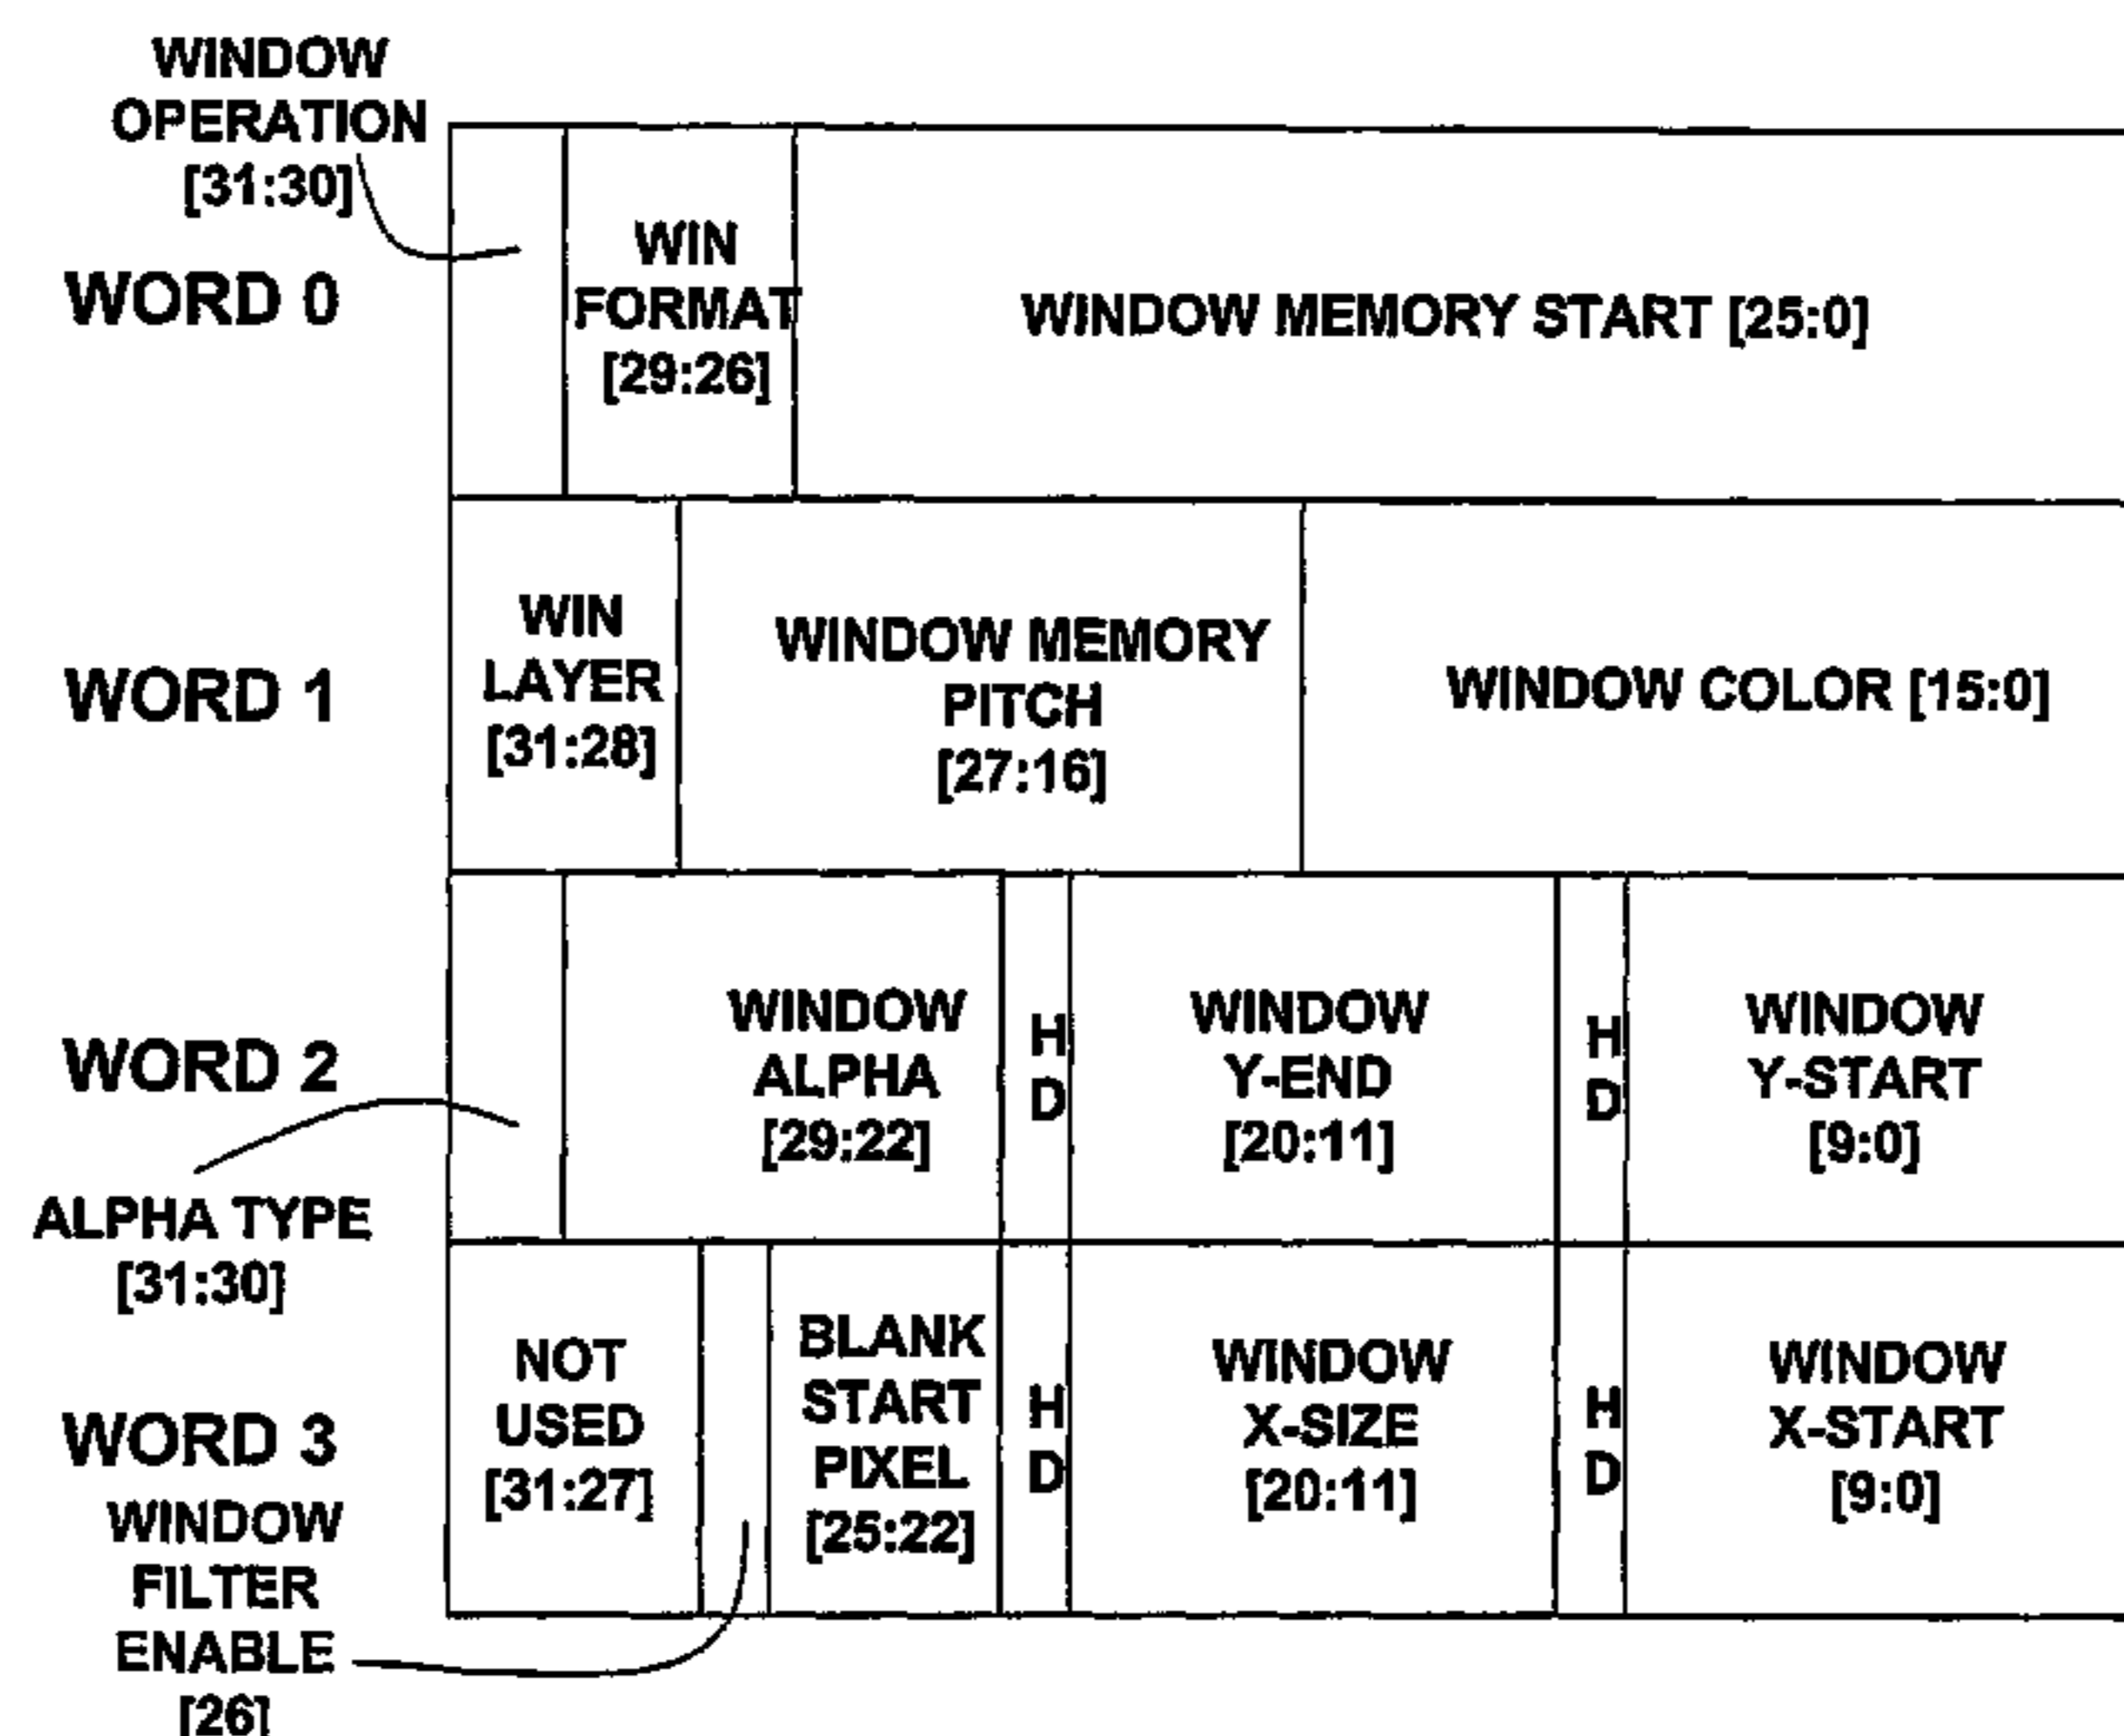 WINDOW
OPERATION
[31:30]
WORD 0
WIN
FORMAT
[29:26]
WINDOW MEMORY START [25:0]
WORD 1
WIN
LAYER
[31:28]
WINDOW MEMORY
PITCH
[27:16]
WINDOW COLOR [15:0]
WORD 2
WINDOW
ALPHA
[29:22]
H
D
WINDOW
Y-END
[20:11]
H
D
WINDOW
Y-START
[9:0]
ALPHA TYPE
[31:30]
WORD 3
NOT
USED
[31:27]
BLANK
START
PIXEL
[25:22]
H
D
WINDOW
X-SIZE
[20:11]
H
D
WINDOW
X-START
[9:0]
WINDOW
FILTER
ENABLE
[26]